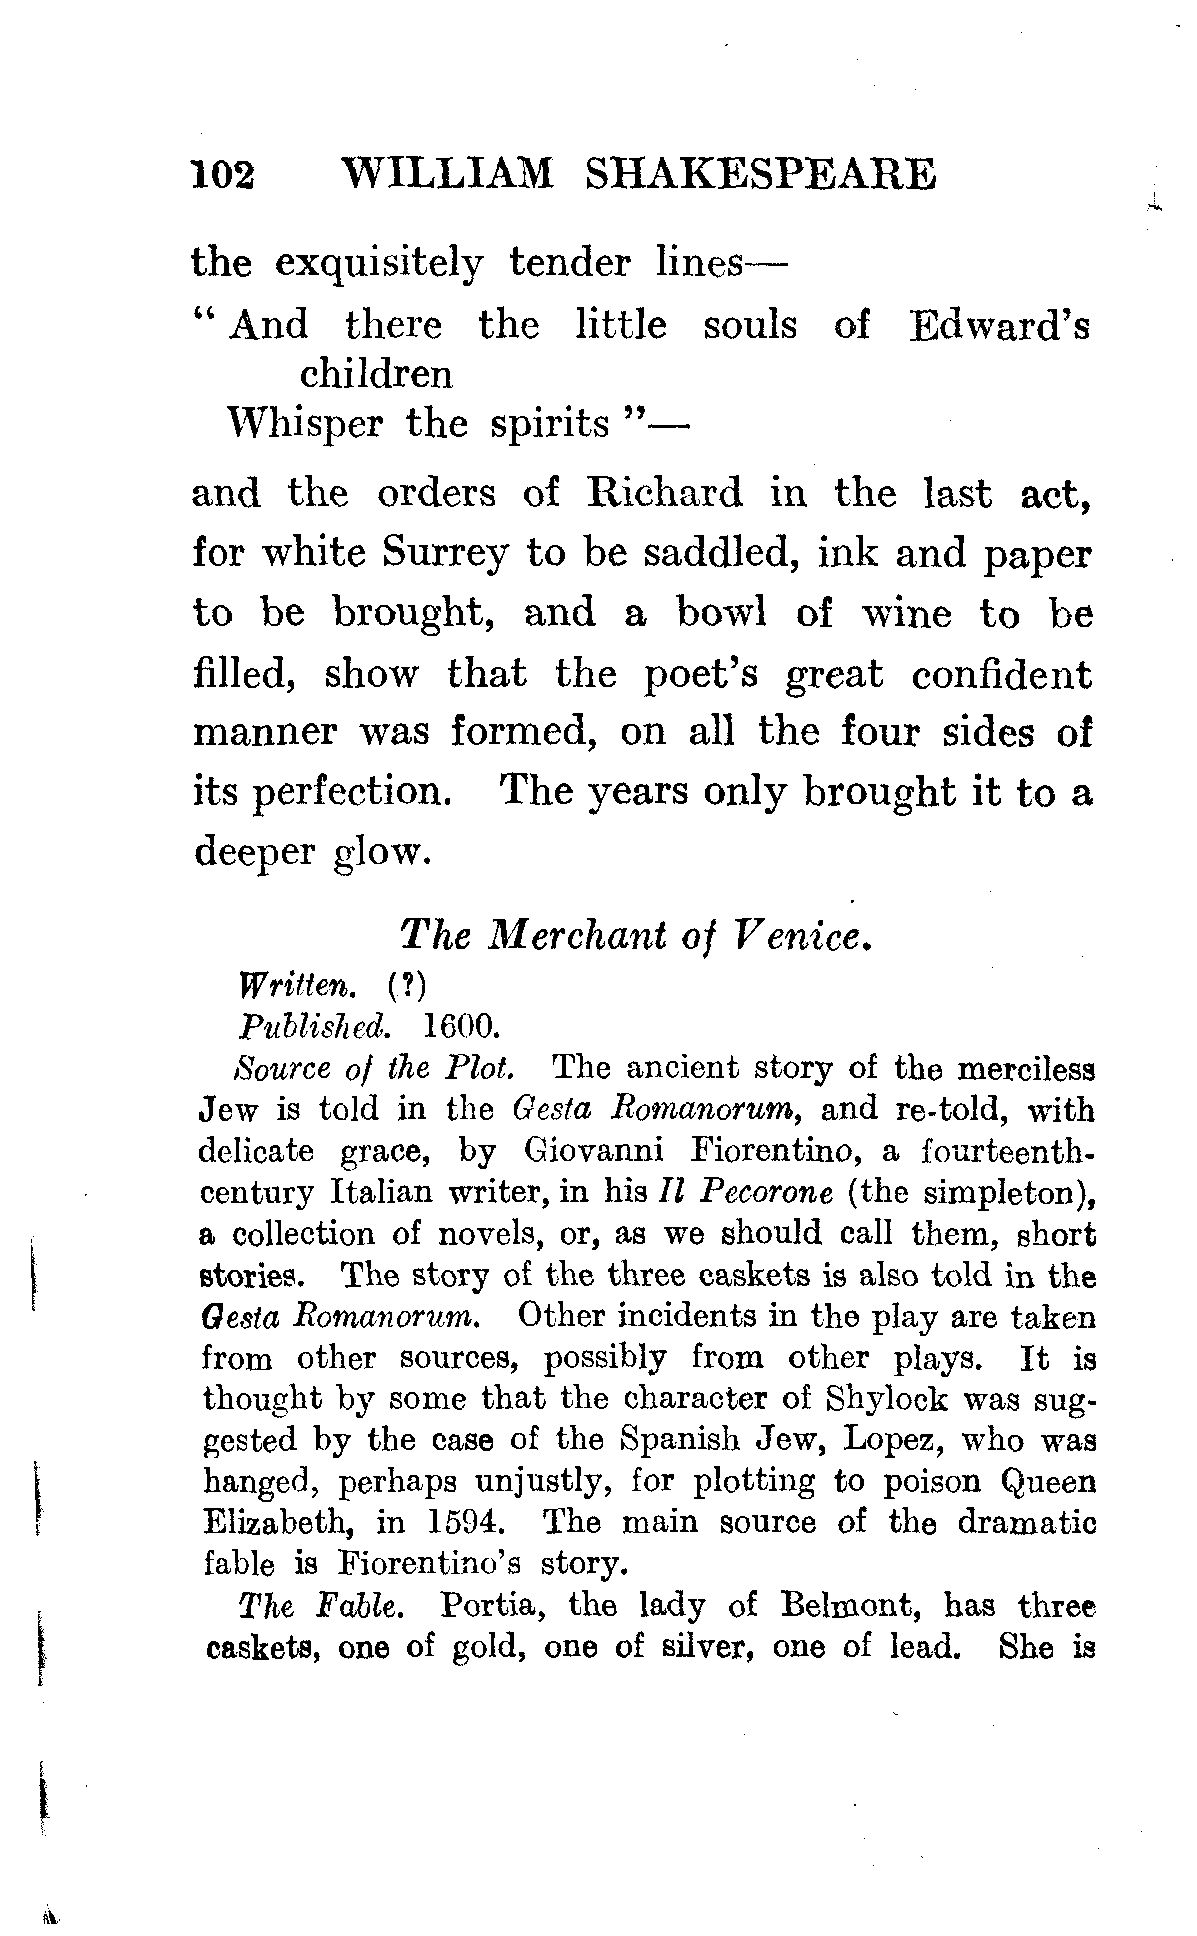 102 WILLIAM SHAKESPEARE
the exquisitely tender lines—
“ And there the little souls of Edward’s
children
Whisper the spirits ”—
and the orders of Richard in the last act,
for white Surrey to be saddled, ink and paper
to be brought, and a bowl of wine to be
filled, show that the poet’s great confident
manner was formed, on all the four sides of
its perfection. The years only brought it to a
deeper glow.
The Merchant of Venice.
Written. (?)
Published. 1600.
Source of the Plot. The ancient story of the merciless
Jew is told in the Gesta Romanorum, and re-told, with
delicate grace, by Giovanni Fiorentino, a fourteenth-
century Italian writer, in his Il Pecorone (the simpleton),
a collection of novels, or, as we should call them, short
stories. The story of the three caskets is also told in the
Gesta Romanorum. Other incidents in the play are taken
from other sources, possibly from other plays. It is
thought by some that the character of Shylock was sug-
gested by the case of the Spanish Jew, Lopez, who was
hanged, perhaps unjustly, for plotting to poison Queen
Elizabeth, in 1594. The main source of the dramatic
fable is Fiorentino’s story.
The Fable. Portia, the lady of Belmont, has three
caskets, one of gold, one of silver, one of lead. She is